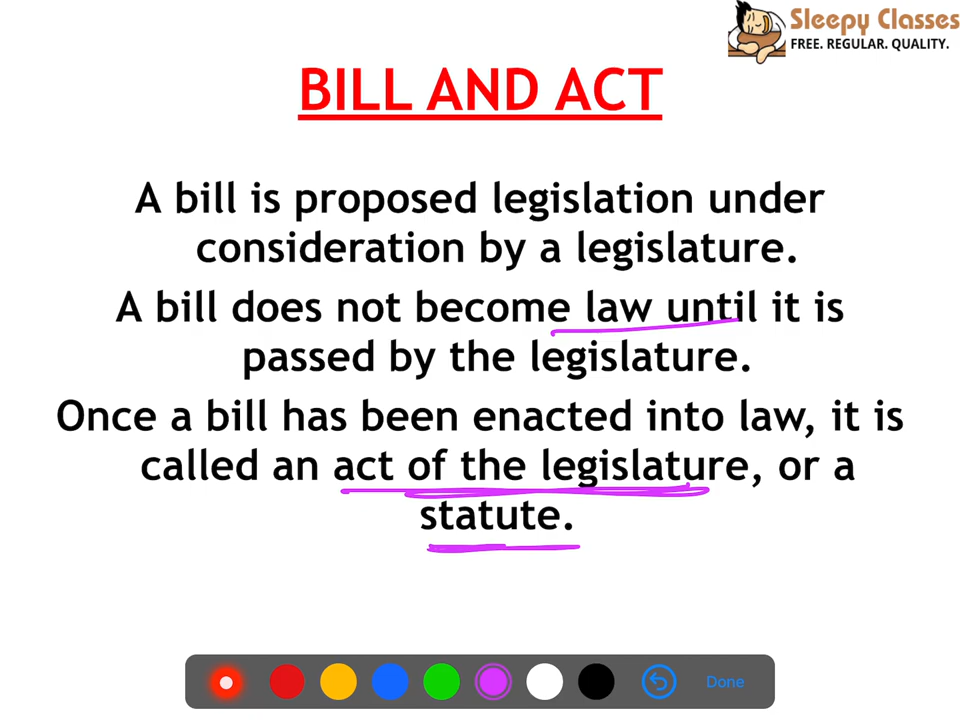 Sleepy Classes
FREE. REGULAR. QUALITY.
BILL AND ACT
A bill is proposed legislation under
consideration by a legislature.
A bill does not become law until it is
passed by the legislature.
Once a bill has been enacted into law, it is
called an act of the legislature, or a
statute.
Done